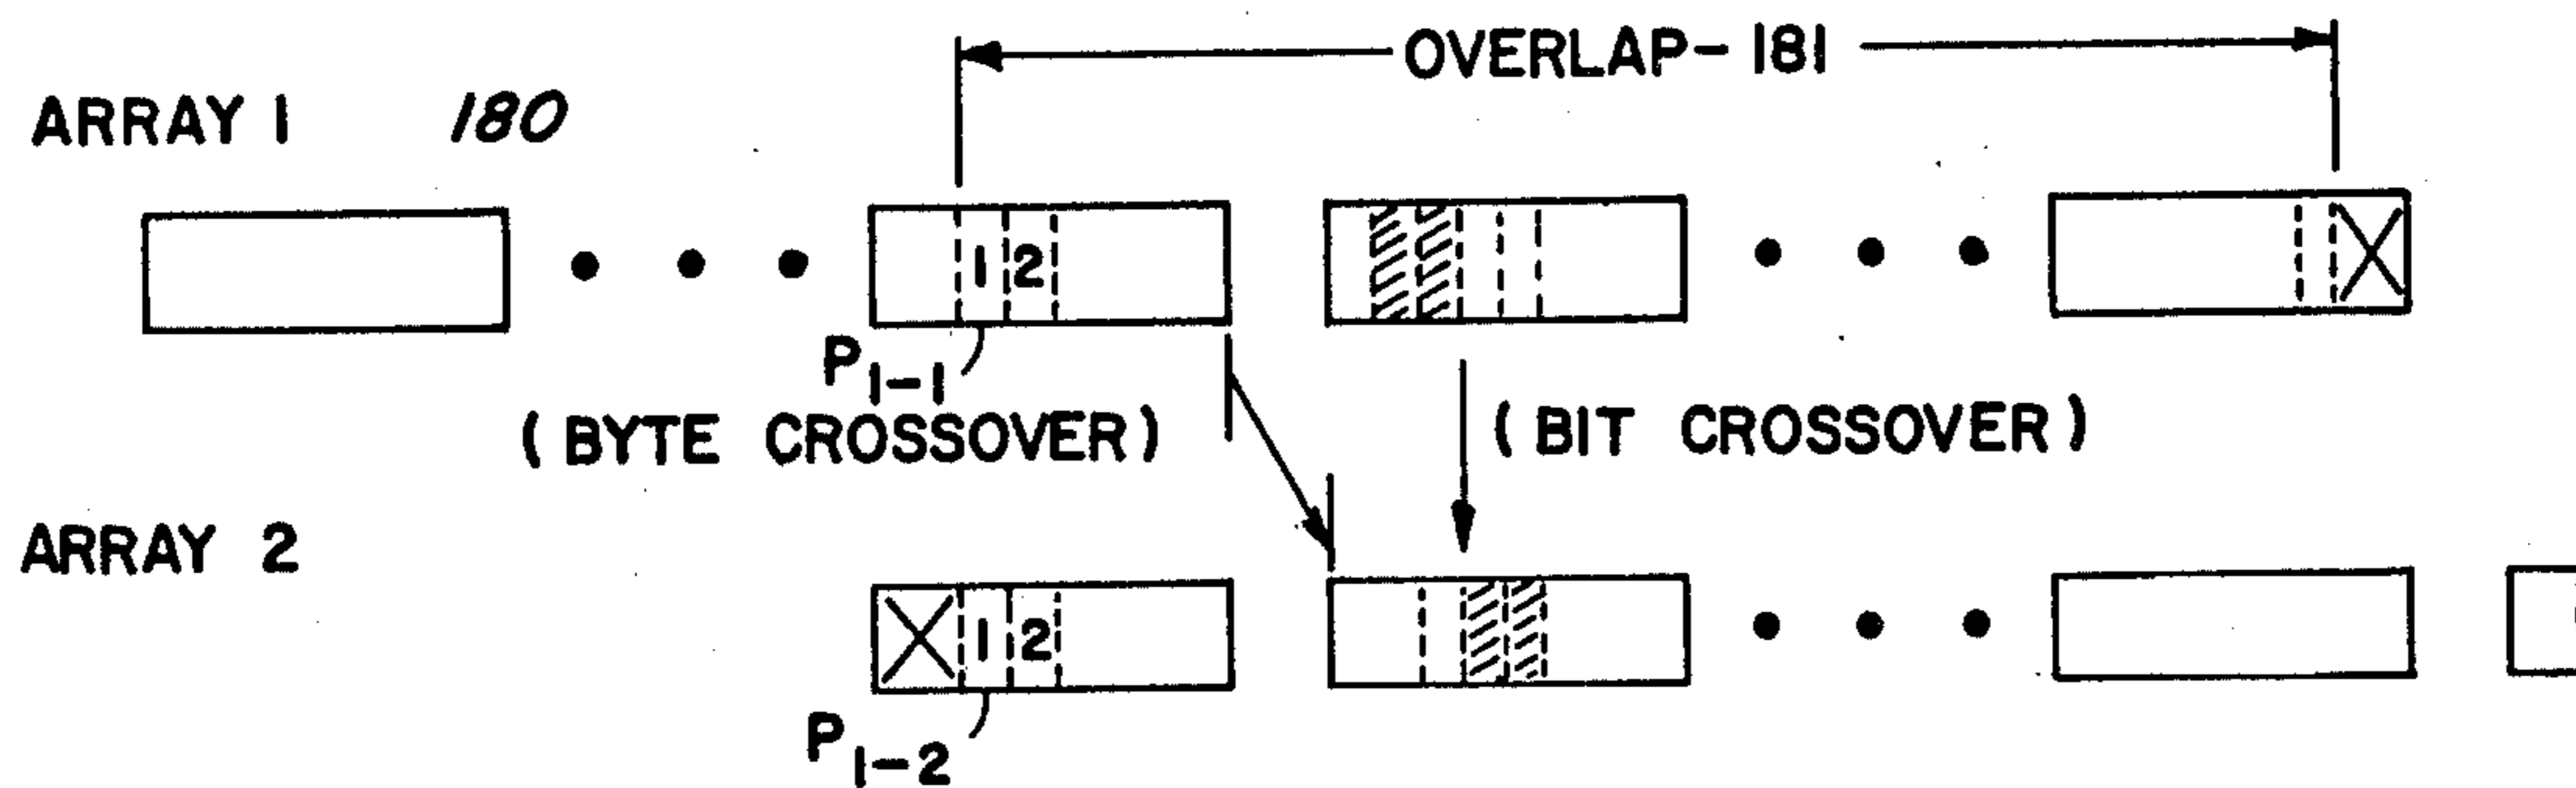 OVERLAP-181
ARRAY 1 180
1 2
P1-1
(BYTE CROSSOVER) (BIT CROSSOVER)
ARRAY 2
1 2
P1-2